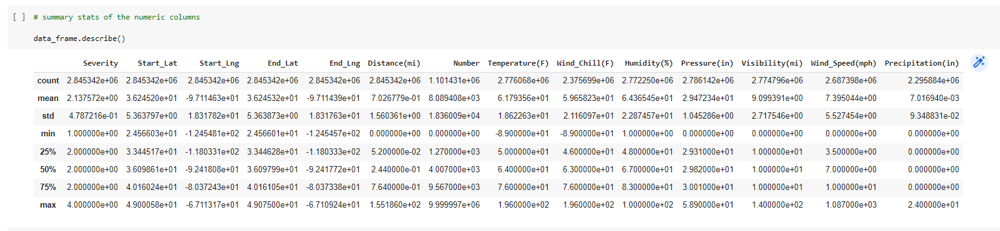 [ ] # summary stats of the numeric columns
data_frame.describe()
Severity Start_Lat Start_Lng End_Lat End_Lng Distance(mi) Number Temperature(F) Wind_Chill(F) Humidity(%) Pressure(in) Visibility(mi) Wind_Speed(mph) Precipitation(in)
count 2.845342e+06 2.845342e+06 2.845342e+06 2.845342e+06 2.845342e+06 2.845342e+06 1.101431e+06 2.776068e+06 2.375699e+06 2.772250e+06 2.786142e+06 2.774796e+06 2.687398e+06 2.295884e+06
mean 2.137572e+00 3.624520e+01 -9.711463e+01 3.624532e+01 -9.711439e+01 7.026779e-01 8.089408e+03 6.179356e+01 5.965823e+01 6.436545e+01 2.947234e+01 9.099391e+00 7.395044e+00 7.016940e-03
std 4.787216e-01 5.363797e+00 1.831782e+01 5.363873e+00 1.831763e+01 1.560361e+00 1.836009e+04 1.862263e+01 2.116097e+01 2.287457e+01 1.045286e+00 2.717546e+00 5.527454e+00 9.348831e-02
min 1.000000e+00 2.456603e+01 -1.245481e+02 2.456601e+01 -1.245457e+02 0.000000e+00 0.000000e+00 -8.900000e+01 -8.900000e+01 1.000000e+00 0.000000e+00 0.000000e+00 0.000000e+00 0.000000e+00
25% 2.000000e+00 3.344517e+01 -1.180331e+02 3.344628e+01 -1.180333e+02 5.200000e-02 1.270000e+03 5.000000e+01 4.600000e+01 4.800000e+01 2.931000e+01 1.000000e+01 3.500000e+00 0.000000e+00
50% 2.000000e+00 3.609861e+01 -9.241808e+01 3.609799e+01 -9.241772e+01 2.440000e-01 4.007000e+03 6.400000e+01 6.300000e+01 6.700000e+01 2.982000e+01 1.000000e+01 7.000000e+00 0.000000e+00
75% 2.000000e+00 4.016024e+01 -8.037243e+01 4.016105e+01 -8.037338e+01 7.640000e-01 9.567000e+03 7.600000e+01 7.600000e+01 8.300000e+01 3.001000e+01 1.000000e+01 1.000000e+01 0.000000e+00
max 4.000000e+00 4.900058e+01 -6.711317e+01 4.907500e+01 -6.710924e+01 1.551860e+02 9.999997e+06 1.960000e+02 1.960000e+02 1.000000e+02 5.890000e+01 1.400000e+02 1.087000e+03 2.400000e+01